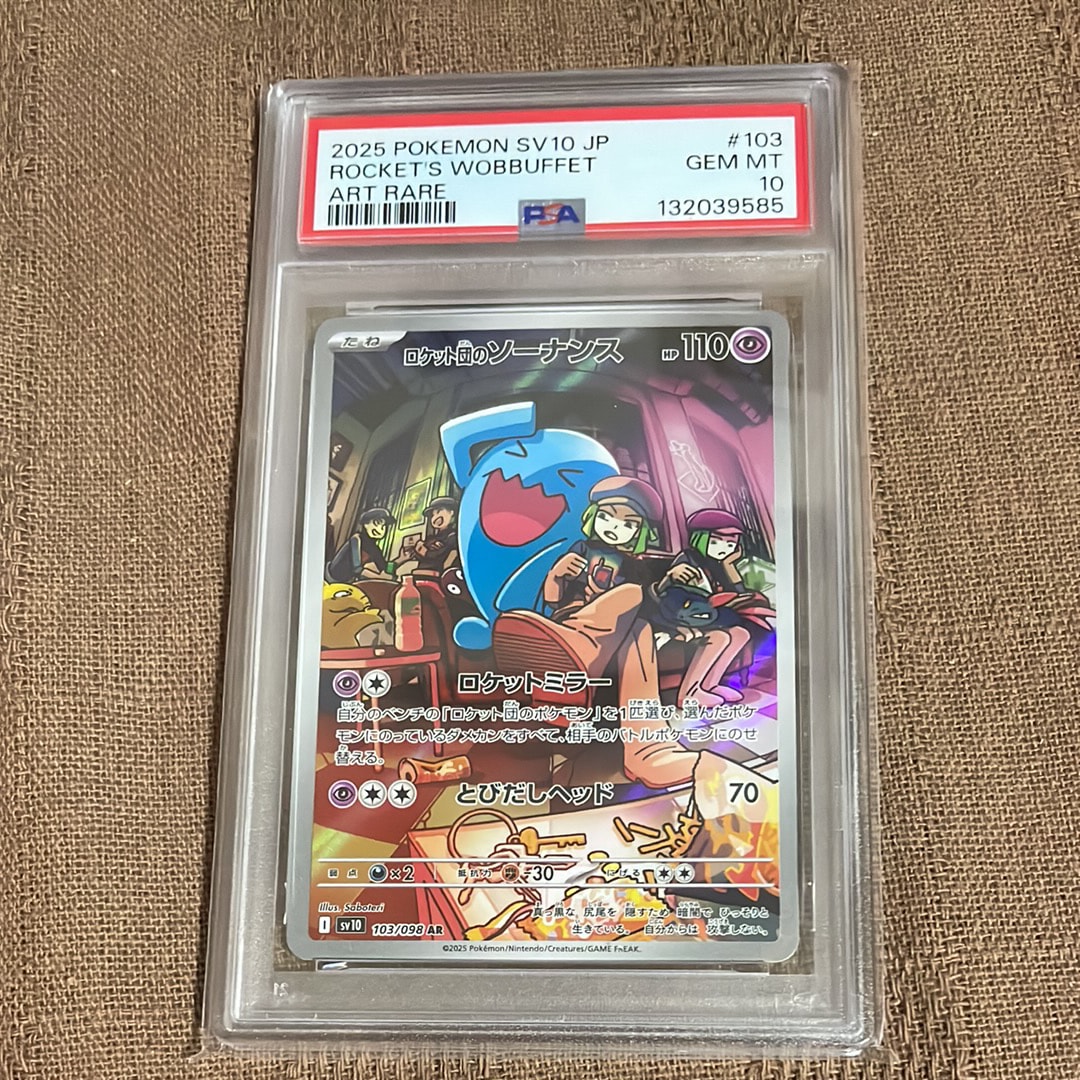 2025 POKEMON SV10 JP #103
ROCKET'S WOBBUFFET GEM MT
ART RARE 10
PSA 132039585
たね ロケット団のソーナンス HP 110
ロケットミラー
自分のベンチの「ロケット団のポケモン」を1匹選び、選んだポケ
モンにのっているダメカンをすべて、相手のバトルポケモンにのせ
替える。
とびだしヘッド 70
弱点 ×2 抵抗力 -30 にげる
Illus. Saboteri
真っ黒な 尻尾を 隠すため 暗闇で ひっそりと
I sv10 103/098 AR
生きている。 自分からは 攻撃しない。
©2025 Pokémon/Nintendo/Creatures/GAME FREAK.